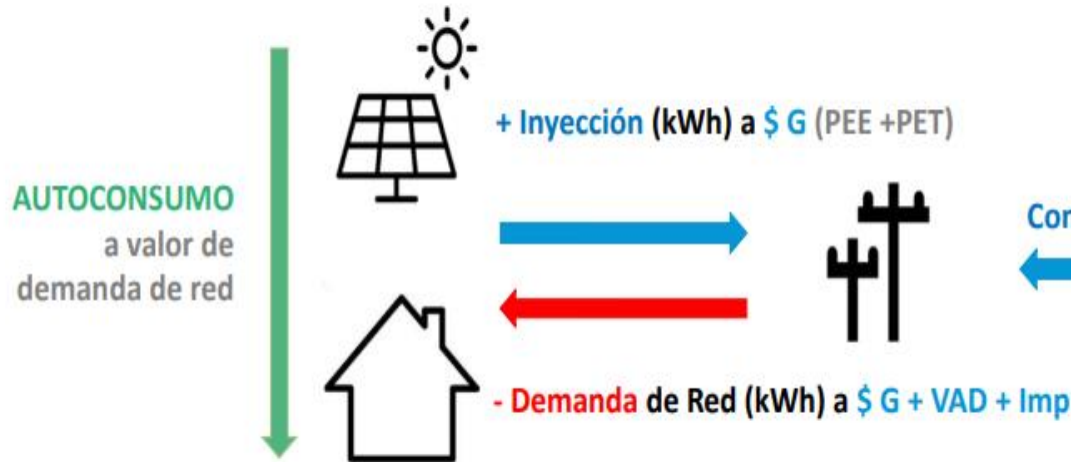 + Inyección (kWh) a $ G (PEE +PET)
AUTOCONSUMO
a valor de
demanda de red
- Demanda de Red (kWh) a $ G + VAD + Imp